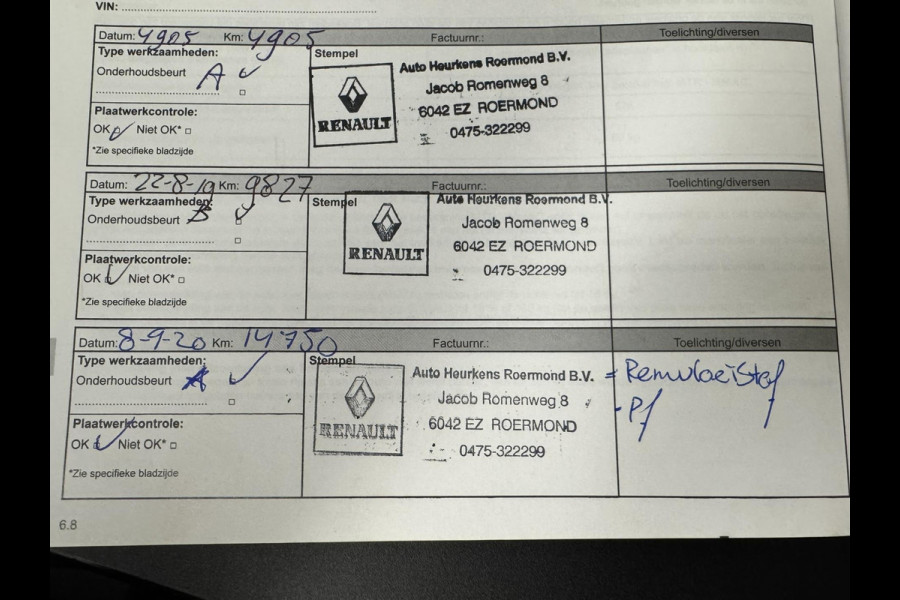 VIN:
Datum: 4905 Km: 4905 Factuurnr.: Toelichting/diversen
Type werkzaamheden: Stempel
Onderhoudsbeurt A
Plaatwerkcontrole:
OK Niet OK*
*Zie specifieke bladzijde
RENAULT
Auto Heurkens Roermond B.V.
Jacob Romenweg 8
6042 EZ ROERMOND
0475-322299
Datum: 22-8-19 Km: 9827 Factuurnr.: Toelichting/diversen
Type werkzaamheden: Stempel
Onderhoudsbeurt B
Plaatwerkcontrole:
OK Niet OK*
*Zie specifieke bladzijde
RENAULT
Auto Heurkens Roermond B.V.
Jacob Romenweg 8
6042 EZ ROERMOND
0475-322299
Datum: 8-9-20 Km: 14750 Factuurnr.: Toelichting/diversen
Type werkzaamheden: Stempel
Onderhoudsbeurt A
Plaatwerkcontrole:
OK Niet OK*
*Zie specifieke bladzijde
RENAULT
Auto Heurkens Roermond B.V.
Jacob Romenweg 8
6042 EZ ROERMOND
0475-322299
- Remvloeistof
- Pf
6.8